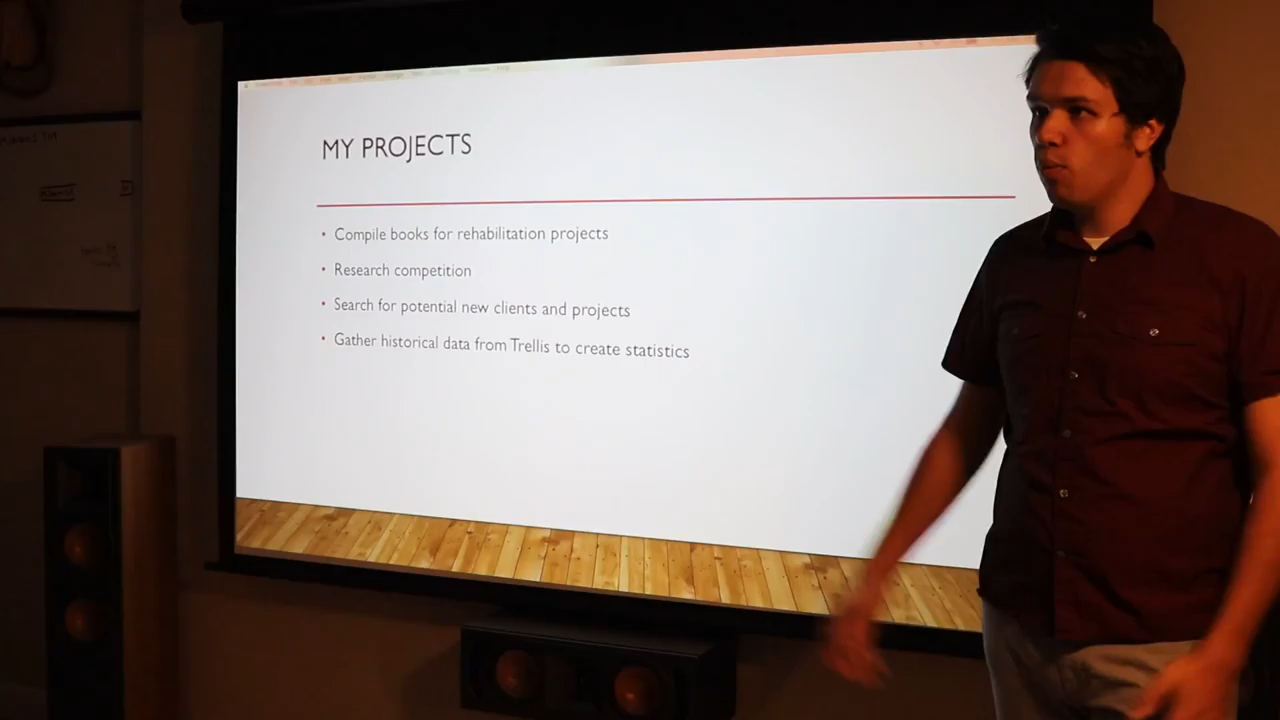 MY PROJECTS
• Compile books for rehabilitation projects
• Research competition
• Search for potential new clients and projects
• Gather historical data from Trellis to create statistics